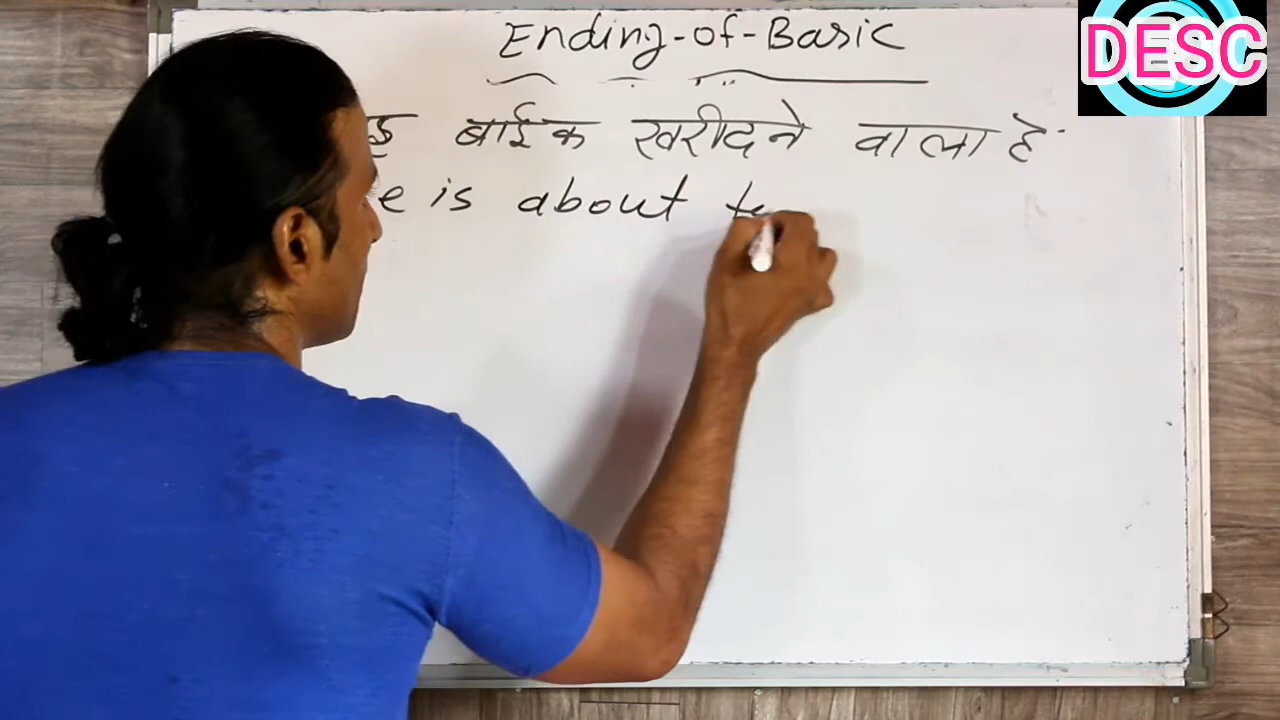 DESC
Ending-of-Basic
बाईक खरीदने वाला है
is about